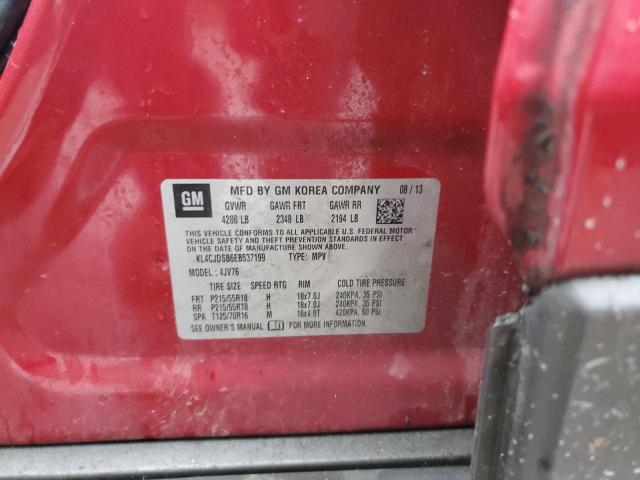 GM
MFD BY GM KOREA COMPANY 08 / 13
GVWR GAWR FRT GAWR RR
4286 LB 2348 LB 2194 LB
THIS VEHICLE CONFORMS TO ALL APPLICABLE U.S. FEDERAL MOTOR
VEHICLE SAFETY, BUMPER, AND THEFT PREVENTION STANDARDS IN
EFFECT ON THE DATE OF MANUFACTURE SHOWN ABOVE.
KL4CJDSB6EB537199 TYPE: MPV
MODEL: 4JV76
TIRE SIZE SPEED RTG RIM COLD TIRE PRESSURE
FRT P215/55R18 H 18x7.0J 240KPA, 35 PSI
RR P215/55R18 H 18x7.0J 240KPA, 35 PSI
SPA T125/70R16 M 16x4.0T 420KPA, 60 PSI
SEE OWNER'S MANUAL FOR MORE INFORMATION.